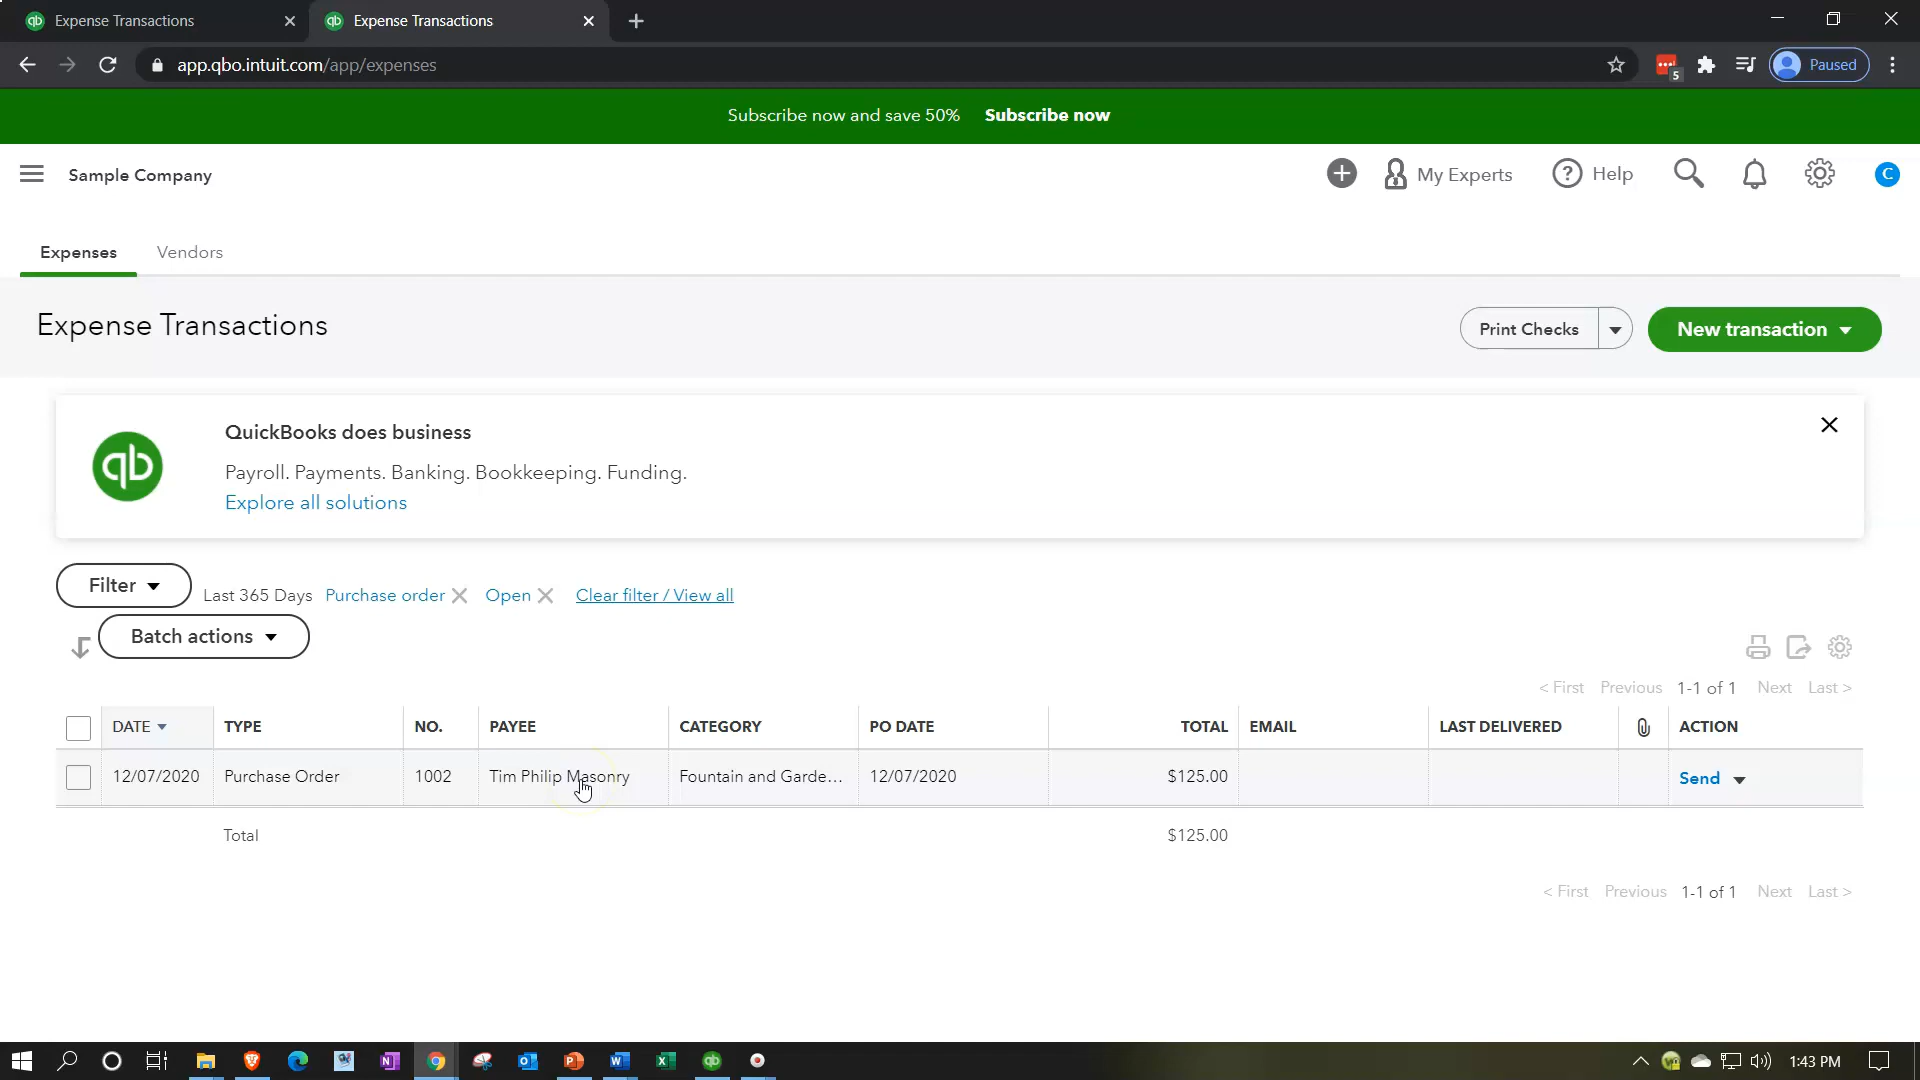 Expense Transactions
Expense Transactions
app.qbo.intuit.com/app/expenses
5
Paused
Subscribe now and save 50% Subscribe now
Sample Company
My Experts
Help
C
Expenses
Vendors
Expense Transactions
Print Checks
New transaction
qb
QuickBooks does business
Payroll. Payments. Banking. Bookkeeping. Funding.
Explore all solutions
Filter
Last 365 Days Purchase order Open Clear filter / View all
Batch actions
< First Previous 1-1 of 1 Next Last >
DATE TYPE NO. PAYEE CATEGORY PO DATE TOTAL EMAIL LAST DELIVERED ACTION
12/07/2020 Purchase Order 1002 Tim Philip Masonry Fountain and Garde... 12/07/2020 $125.00 Send
Total $125.00
< First Previous 1-1 of 1 Next Last >
1:43 PM